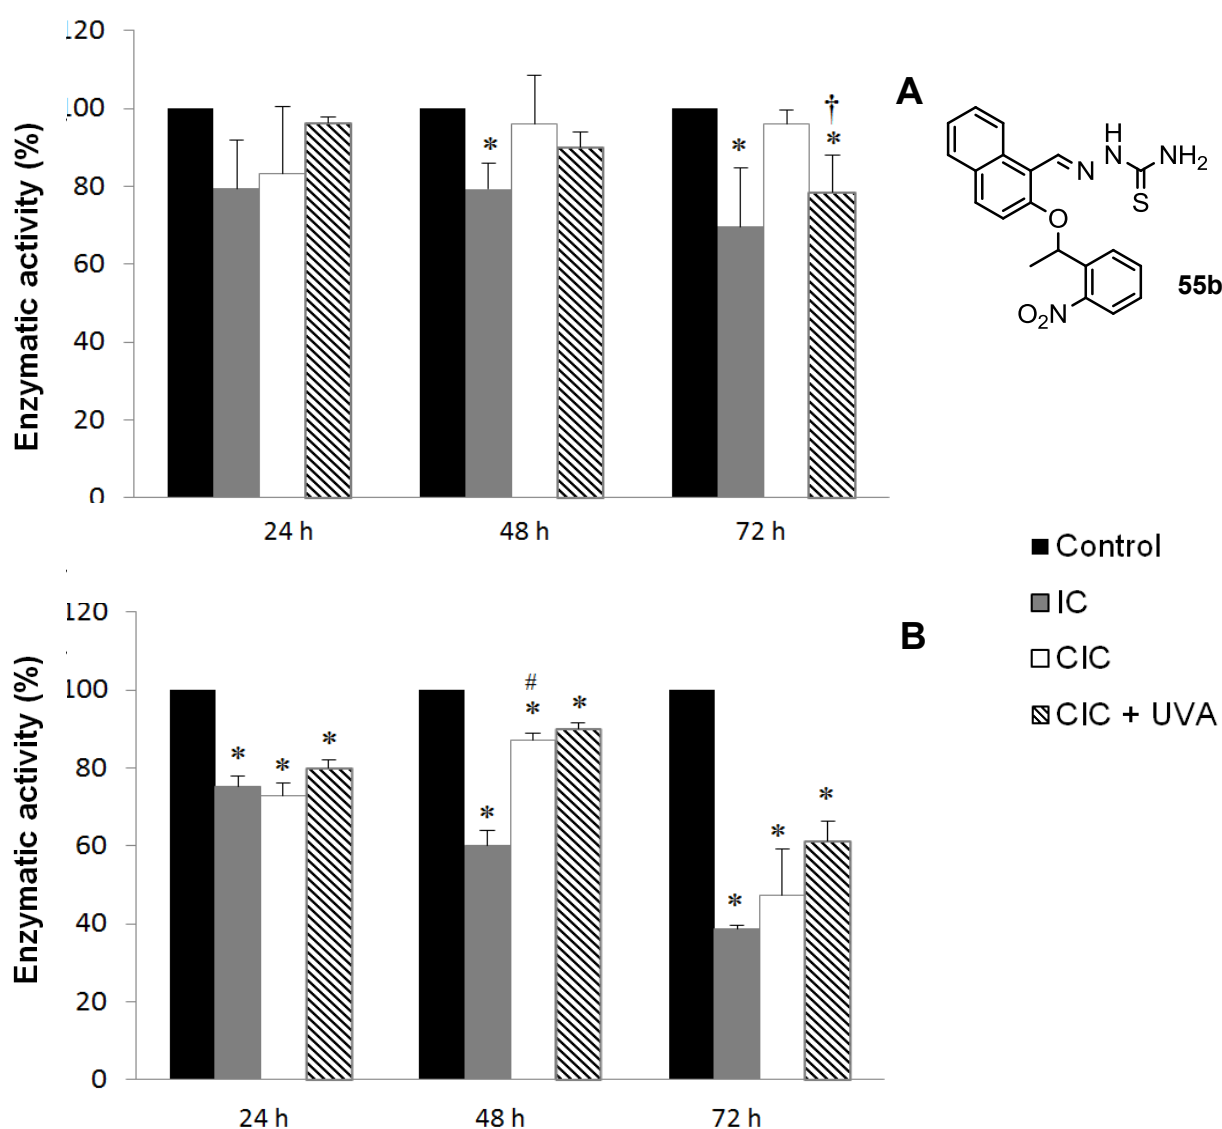 120
100
80
60
40
20
0
Enzymatic activity (%)
* * † *
24 h 48 h 72 h
A
H
N
N
NH2
S
O
O2N
55b
Control
IC
CIC
CIC + UVA
B
120
100
80
60
40
20
0
Enzymatic activity (%)
* * * * # * * * * *
24 h 48 h 72 h